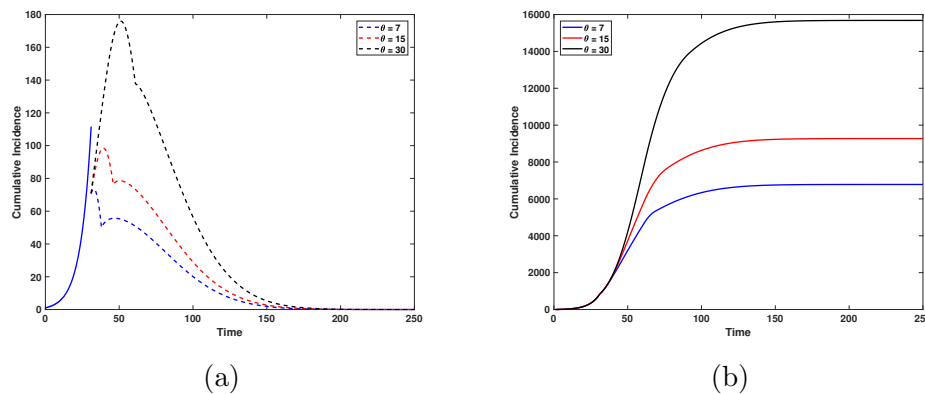 180
160
140
120
100
80
60
40
20
0
0 50 100 150 200 250
Cumulative Incidence
Time
θ = 7
θ = 15
θ = 30
(a)
16000
14000
12000
10000
8000
6000
4000
2000
0
0 50 100 150 200 25
Cumulative Incidence
Time
θ = 7
θ = 15
θ = 30
(b)